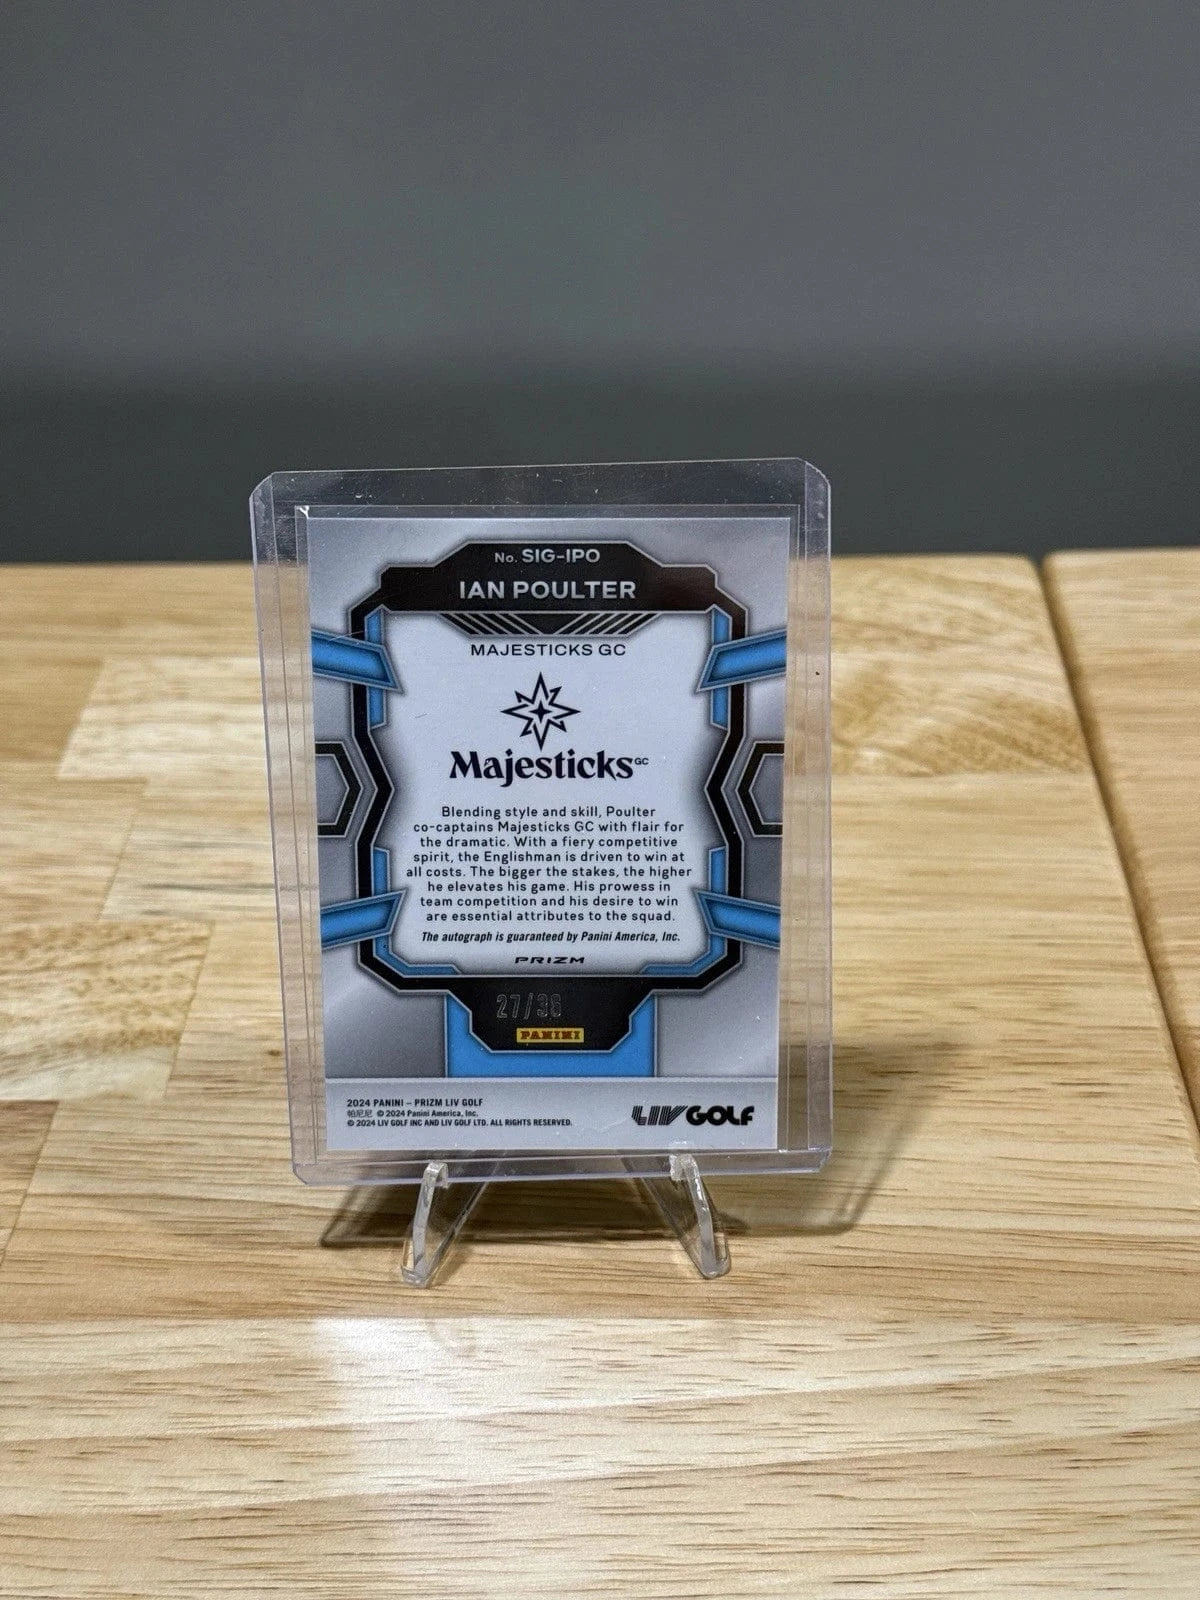 No. SIG-IPO
IAN POULTER
MAJESTICKS GC
Majesticks GC
Blending style and skill, Poulter
co-captains Majesticks GC with flair for
the dramatic. With a fiery competitive
spirit, the Englishman is driven to win at
all costs. The bigger the stakes, the higher
he elevates his game. His prowess in
team competition and his desire to win
are essential attributes to the squad.
The autograph is guaranteed by Panini America, Inc.
PRIZM
27/36
PANINI
2024 PANINI – PRIZM LIV GOLF
帕尼尼 © 2024 Panini America, Inc.
© 2024 LIV GOLF INC AND LIV GOLF LTD. ALL RIGHTS RESERVED.
LIV GOLF